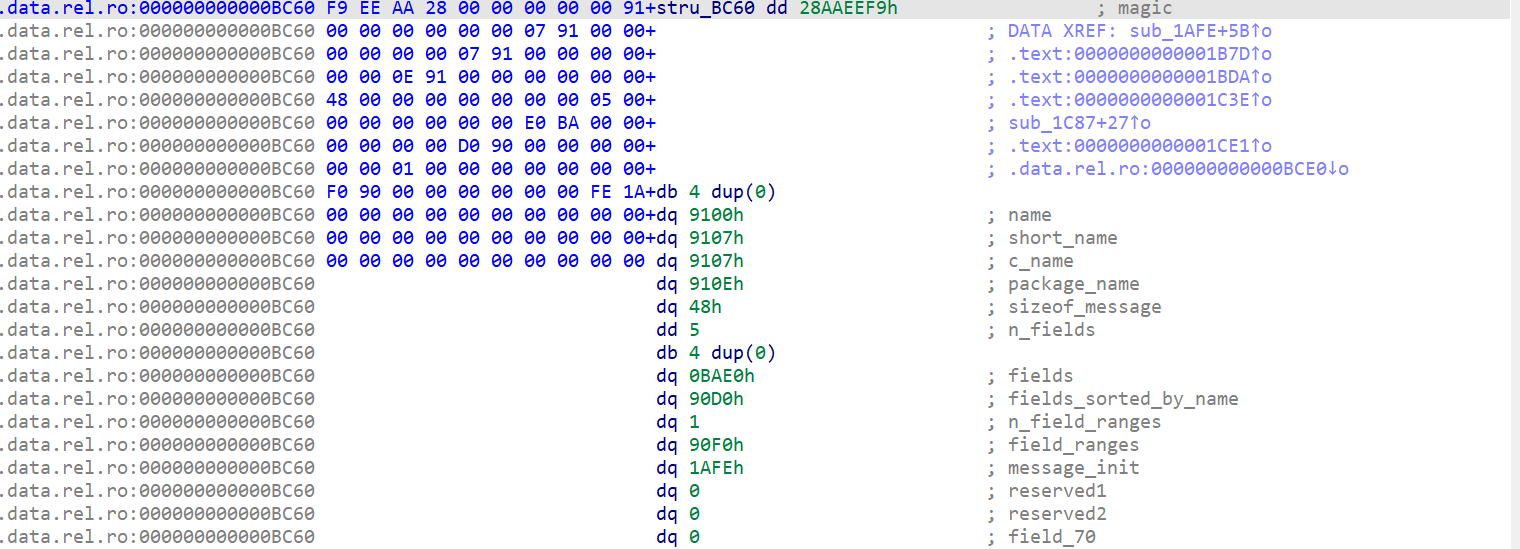 .data.rel.ro:000000000000BC60 F9 EE AA 28 00 00 00 00 00 91+stru_BC60 dd 28AAEEF9h ; magic
.data.rel.ro:000000000000BC60 00 00 00 00 00 00 07 91 00 00+ ; DATA XREF: sub_1AFE+5B↑o
.data.rel.ro:000000000000BC60 00 00 00 00 07 91 00 00 00 00+ ; .text:0000000000001B7D↑o
.data.rel.ro:000000000000BC60 00 00 0E 91 00 00 00 00 00 00+ ; .text:0000000000001BDA↑o
.data.rel.ro:000000000000BC60 48 00 00 00 00 00 00 00 05 00+ ; .text:0000000000001C3E↑o
.data.rel.ro:000000000000BC60 00 00 00 00 00 00 E0 BA 00 00+ ; sub_1C87+27↑o
.data.rel.ro:000000000000BC60 00 00 00 00 D0 90 00 00 00 00+ ; .text:0000000000001CE1↑o
.data.rel.ro:000000000000BC60 00 00 01 00 00 00 00 00 00 00+ ; .data.rel.ro:000000000000BCE0↓o
.data.rel.ro:000000000000BC60 F0 90 00 00 00 00 00 00 FE 1A+db 4 dup(0)
.data.rel.ro:000000000000BC60 00 00 00 00 00 00 00 00 00 00+dq 9100h ; name
.data.rel.ro:000000000000BC60 00 00 00 00 00 00 00 00 00 00+dq 9107h ; short_name
.data.rel.ro:000000000000BC60 00 00 00 00 00 00 00 00 00 00 dq 9107h ; c_name
.data.rel.ro:000000000000BC60 dq 910Eh ; package_name
.data.rel.ro:000000000000BC60 dq 48h ; sizeof_message
.data.rel.ro:000000000000BC60 dd 5 ; n_fields
.data.rel.ro:000000000000BC60 db 4 dup(0)
.data.rel.ro:000000000000BC60 dq 0BAE0h ; fields
.data.rel.ro:000000000000BC60 dq 90D0h ; fields_sorted_by_name
.data.rel.ro:000000000000BC60 dq 1 ; n_field_ranges
.data.rel.ro:000000000000BC60 dq 90F0h ; field_ranges
.data.rel.ro:000000000000BC60 dq 1AFEh ; message_init
.data.rel.ro:000000000000BC60 dq 0 ; reserved1
.data.rel.ro:000000000000BC60 dq 0 ; reserved2
.data.rel.ro:000000000000BC60 dq 0 ; field_70